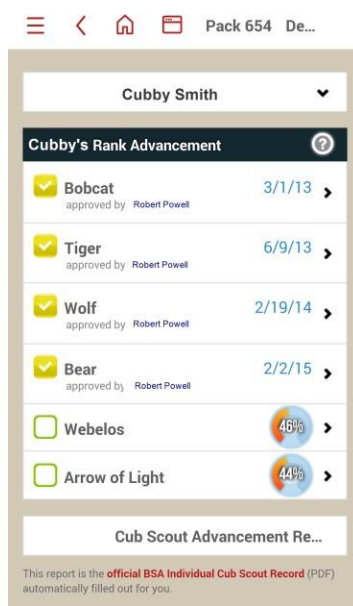 Pack 654 De...
Cubby Smith
Cubby's Rank Advancement ?
Bobcat 3/1/13
approved by Robert Powell
Tiger 6/9/13
approved by Robert Powell
Wolf 2/19/14
approved by Robert Powell
Bear 2/2/15
approved by Robert Powell
Webelos 46%
Arrow of Light 44%
Cub Scout Advancement Re...
This report is the official BSA Individual Cub Scout Record (PDF)
automatically filled out for you.